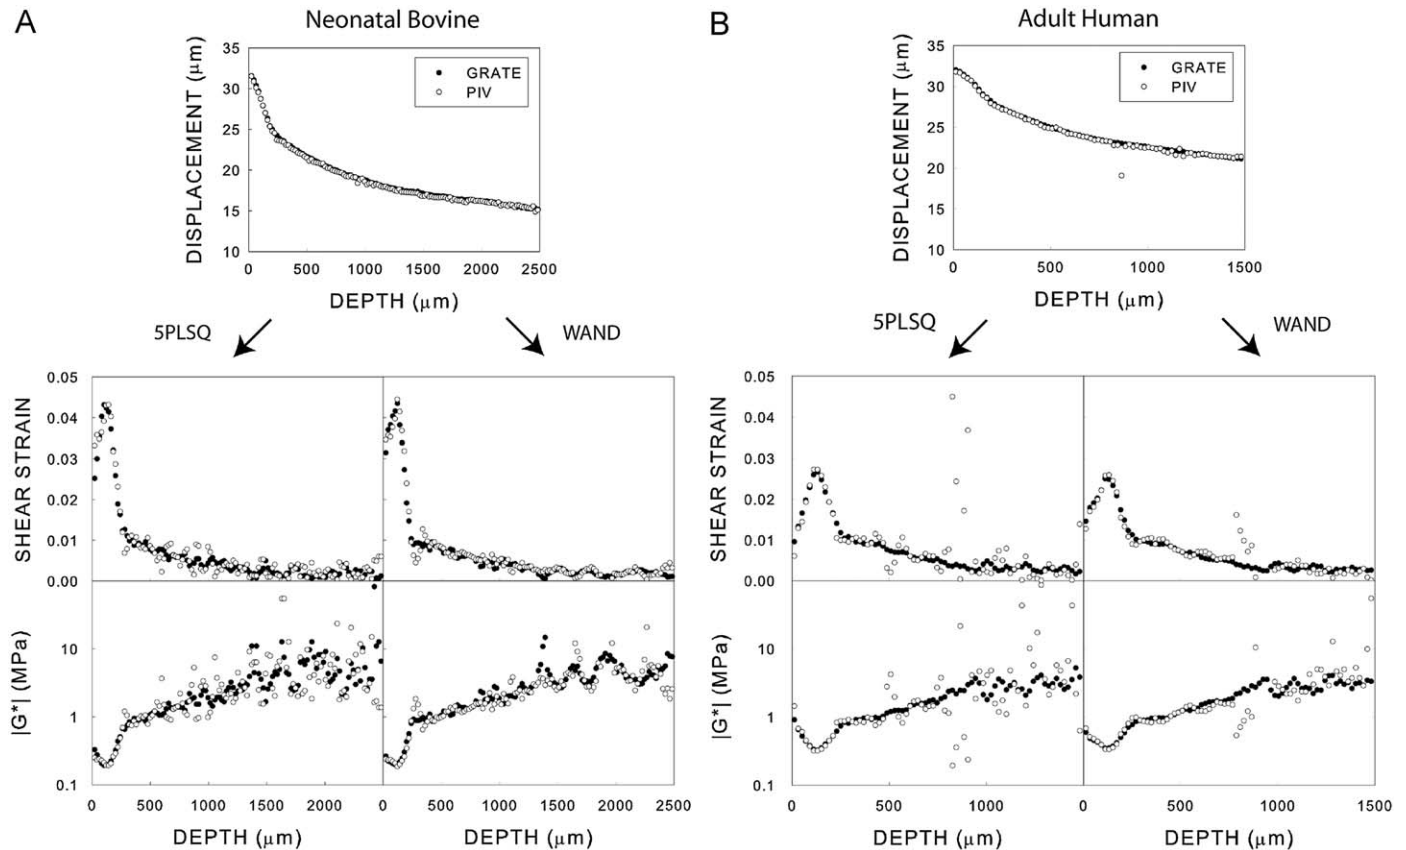 A
Neonatal Bovine
DISPLACEMENT (μm)
35
30
25
20
15
10
GRATE
PIV
0 500 1000 1500 2000 2500
DEPTH (μm)
5PLSQ
WAND
SHEAR STRAIN
0.05
0.04
0.03
0.02
0.01
0.00
|G*| (MPa)
10
1
0.1
0 500 1000 1500 2000 0 500 1000 1500 2000 2500
DEPTH (μm) DEPTH (μm)
B
Adult Human
DISPLACEMENT (μm)
35
30
25
20
15
10
GRATE
PIV
0 500 1000 1500
DEPTH (μm)
5PLSQ
WAND
SHEAR STRAIN
0.05
0.04
0.03
0.02
0.01
0.00
|G*| (MPa)
10
1
0.1
0 500 1000 0 500 1000 1500
DEPTH (μm) DEPTH (μm)